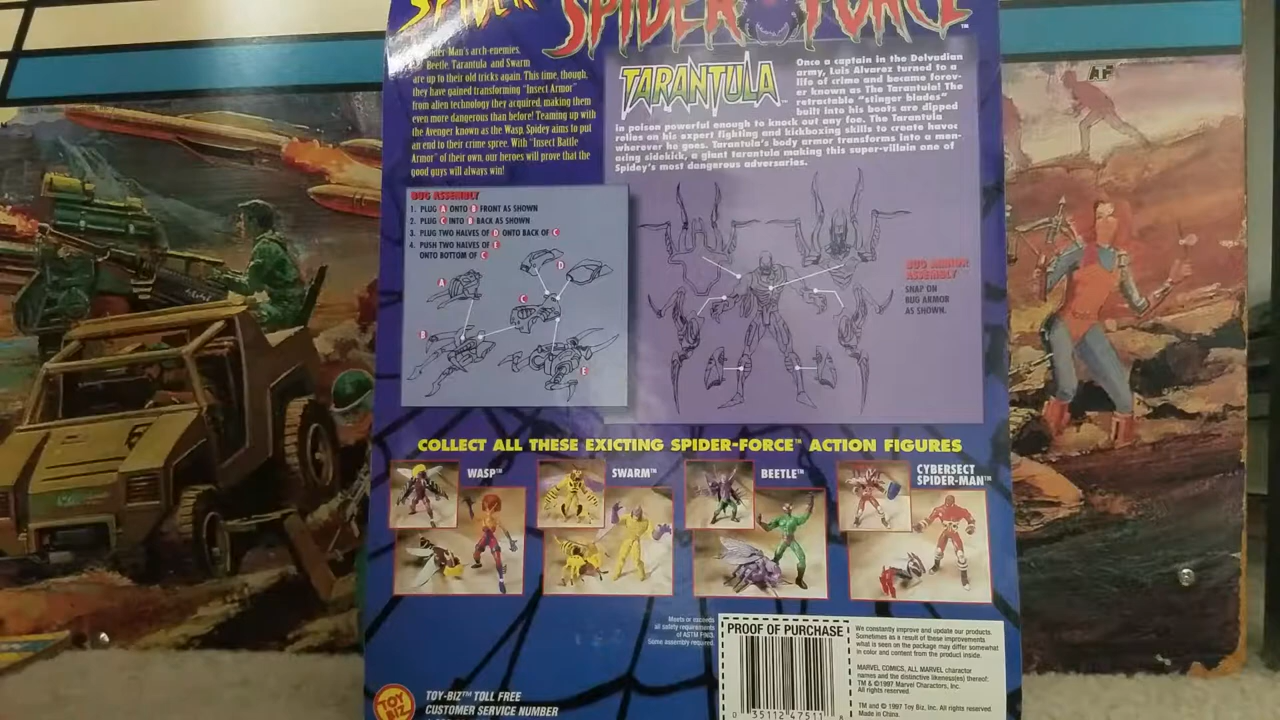 SPIDER
SPIDER FORCE™
Spider-Man's arch-enemies,
Beetle, Tarantula and Swarm
are up to their old tricks again. This time, though,
they have gained transforming "Insect Armor"
from alien technology they acquired, making them
even more dangerous than before! Teaming up with
the Avenger known as the Wasp, Spidey aims to put
an end to their crime spree. With "Insect Battle
Armor" of their own, our heroes will prove that the
good guys will always win!
TARANTULA™
Once a captain in the Delvadian
army, Luis Alvarez turned to a
life of crime and became forev-
er known as The Tarantula! The
retractable "stinger blades"
built into his boots are dipped
in poison powerful enough to knock out any foe. The Tarantula
relies on his expert fighting and kickboxing skills to create havoc
wherever he goes. Tarantula's body armor transforms into a men-
acing sidekick, a giant tarantula making this super-villain one of
Spidey's most dangerous adversaries.
BUG ASSEMBLY
1. PLUG A ONTO B FRONT AS SHOWN
2. PLUG C INTO B BACK AS SHOWN
3. PLUG TWO HALVES OF D ONTO BACK OF C
4. PUSH TWO HALVES OF E
ONTO BOTTOM OF C
A
B
C
D
E
BUG ARMOR
ASSEMBLY
SNAP ON
BUG ARMOR
AS SHOWN.
AF
COLLECT ALL THESE EXICTING SPIDER-FORCE™ ACTION FIGURES
WASP™
SWARM™
BEETLE™
CYBERSECT
SPIDER-MAN™
Meets or exceeds
all safety requirements
of ASTM F963.
Some assembly required.
PROOF OF PURCHASE
0 35112 47511
We constantly improve and update our products.
Sometimes as a result of these improvements
what is seen on the package may differ somewhat
in color and content from the product inside.
MARVEL COMICS, ALL MARVEL character
names and the distinctive likeness(es) thereof:
TM & ©1997 Marvel Characters, Inc.
All rights reserved.
TM and © 1997 Toy Biz, Inc. All rights reserved.
Made in China.
TOY BIZ
TOY-BIZ™ TOLL FREE
CUSTOMER SERVICE NUMBER